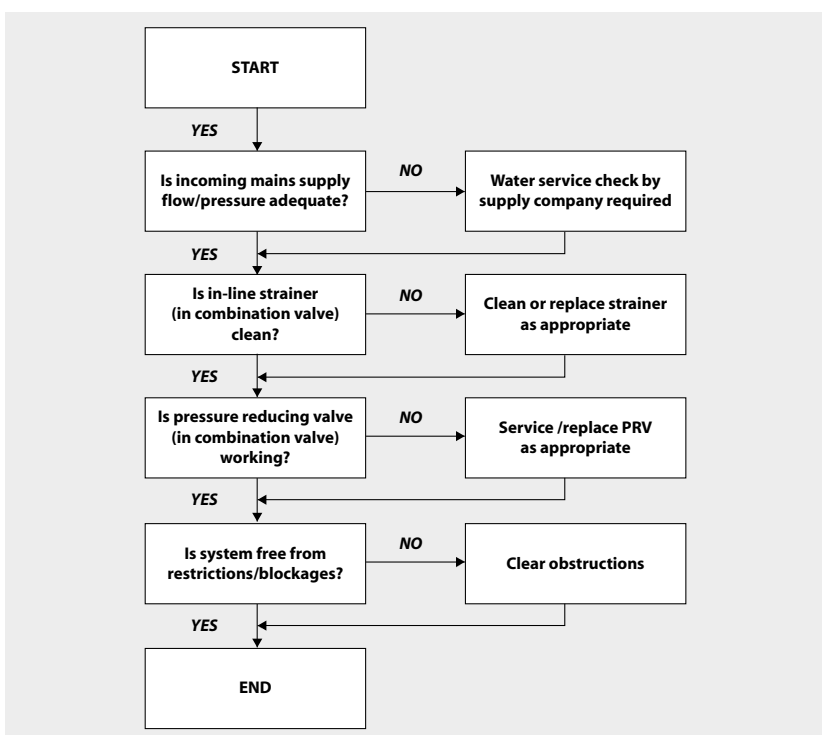 START
YES
Is incoming mains supply
flow/pressure adequate?
NO
Water service check by
supply company required
YES
Is in-line strainer
(in combination valve)
clean?
NO
Clean or replace strainer
as appropriate
YES
Is pressure reducing valve
(in combination valve)
working?
NO
Service /replace PRV
as appropriate
YES
Is system free from
restrictions/blockages?
NO
Clear obstructions
YES
END